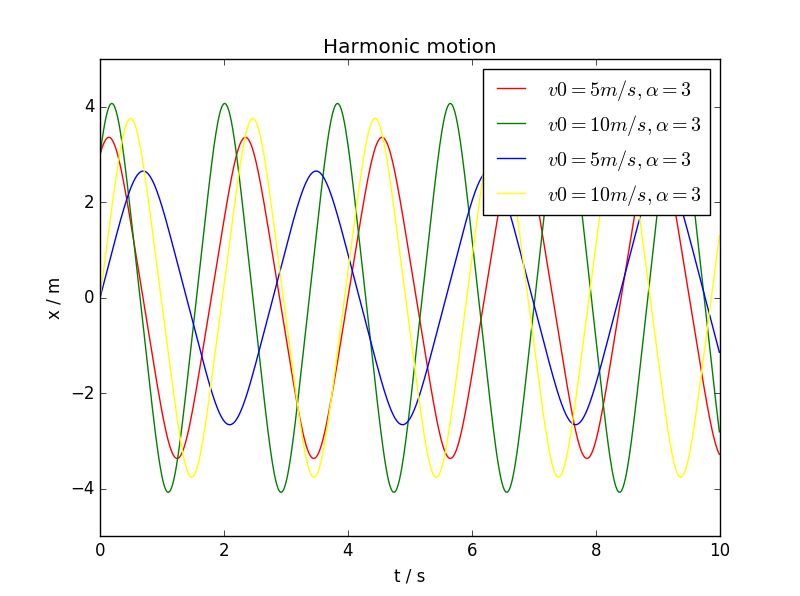 Harmonic motion
v0 = 5m/s, α = 3
v0 = 10m/s, α = 3
v0 = 5m/s, α = 3
v0 = 10m/s, α = 3
4
2
0
−2
−4
x / m
0 2 4 6 8 10
t / s